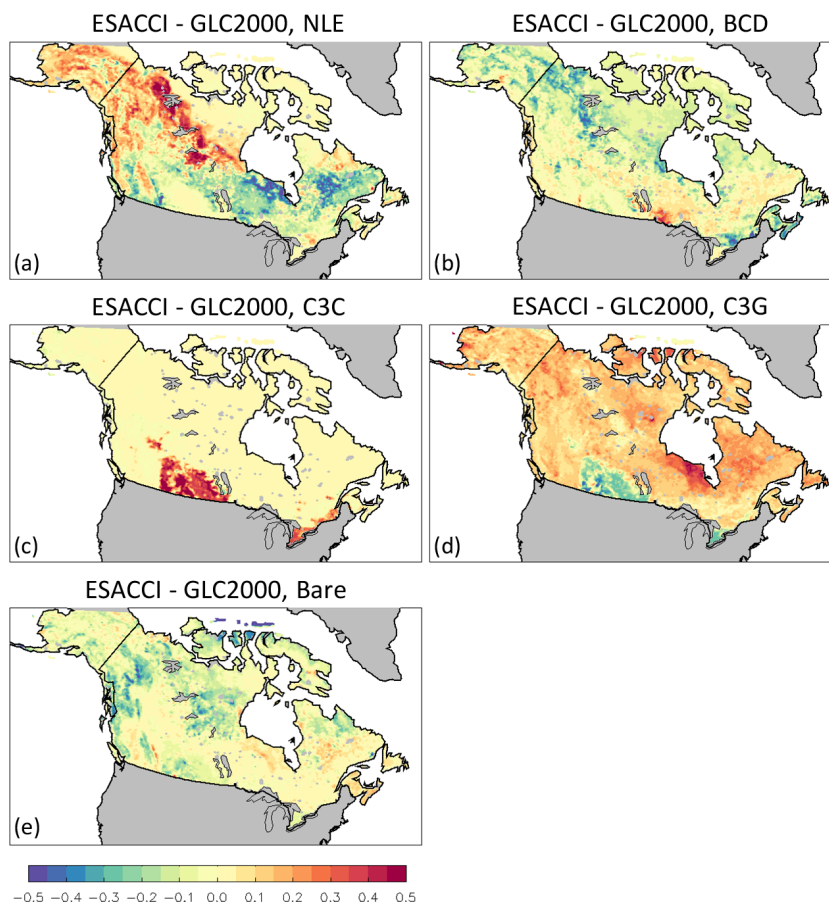 ESACCI - GLC2000, NLE
ESACCI - GLC2000, BCD
(a)
(b)
ESACCI - GLC2000, C3C
ESACCI - GLC2000, C3G
(c)
(d)
ESACCI - GLC2000, Bare
(e)
−0.5 −0.4 −0.3 −0.2 −0.1 0.0 0.1 0.2 0.3 0.4 0.5